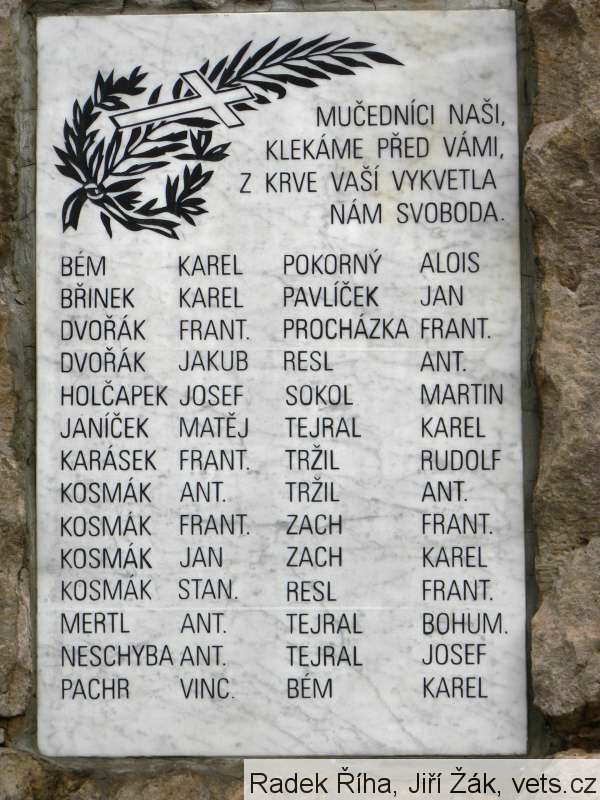 MUČEDNÍCI NAŠI,
KLEKÁME PŘED VÁMI,
Z KRVE VAŠÍ VYKVETLA
NÁM SVOBODA.
BÉM KAREL POKORNÝ ALOIS
BŘINEK KAREL PAVLÍČEK JAN
DVOŘÁK FRANT. PROCHÁZKA FRANT.
DVOŘÁK JAKUB RESL ANT.
HOLČAPEK JOSEF SOKOL MARTIN
JANÍČEK MATĚJ TEJRAL KAREL
KARÁSEK FRANT. TRŽIL RUDOLF
KOSMÁK ANT. TRŽIL ANT.
KOSMÁK FRANT. ZACH FRANT.
KOSMÁK JAN ZACH KAREL
KOSMÁK STAN. RESL FRANT.
MERTL ANT. TEJRAL BOHUM.
NESCHYBA ANT. TEJRAL JOSEF
PACHR VINC. BÉM KAREL
Radek Říha, Jiří Žák, vets.cz